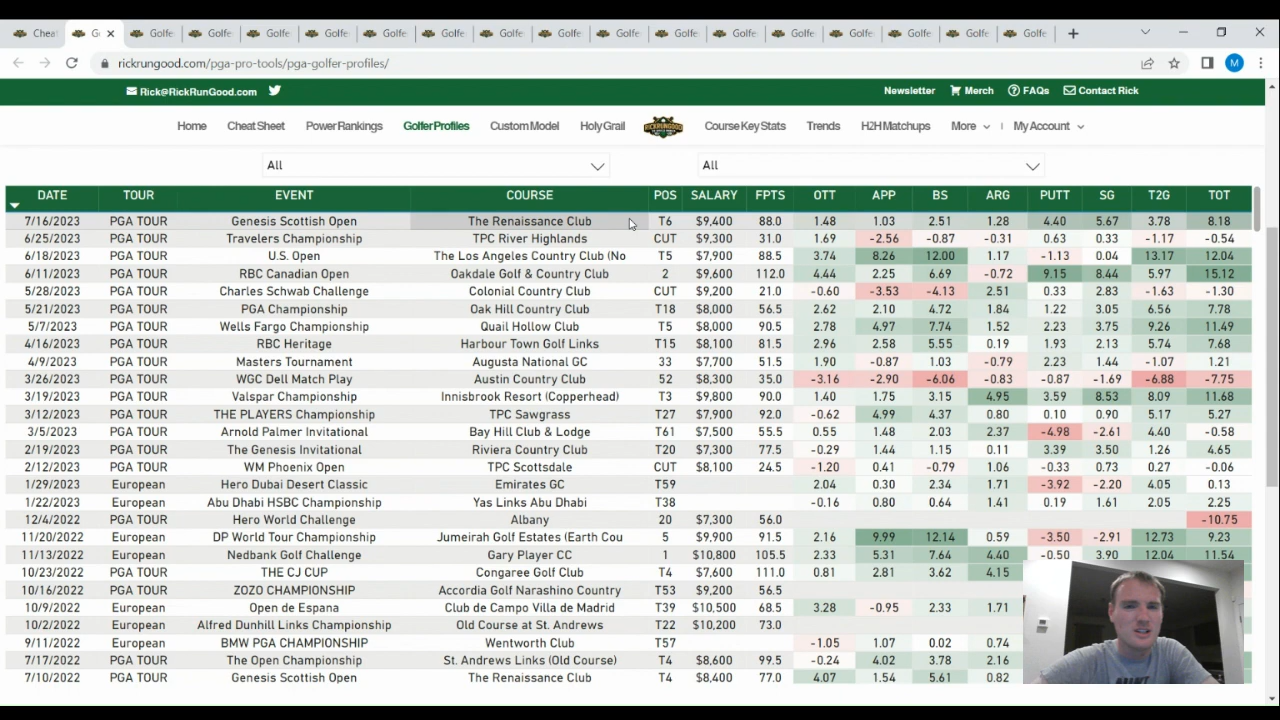 Cheat G Golfe Golfe Golfe Golfe Golfe Golfe Golfe Golfe Golfe Golfe Golfe Golfe Golfe Golfe Golfe
rickrungood.com/pga-pro-tools/pga-golfer-profiles/ M
Rick@RickRunGood.com Newsletter Merch FAQs Contact Rick
Home Cheat Sheet Power Rankings Golfer Profiles Custom Model Holy Grail RICKRUNGOOD Course Key Stats Trends H2H Matchups More My Account
All All
DATE TOUR EVENT COURSE POS SALARY FPTS OTT APP BS ARG PUTT SG T2G TOT
7/16/2023 PGA TOUR Genesis Scottish Open The Renaissance Club T6 $9,400 88.0 1.48 1.03 2.51 1.28 4.40 5.67 3.78 8.18
6/25/2023 PGA TOUR Travelers Championship TPC River Highlands CUT $9,300 31.0 1.69 -2.56 -0.87 -0.31 0.63 0.33 -1.17 -0.54
6/18/2023 PGA TOUR U.S. Open The Los Angeles Country Club (No T5 $7,900 88.5 3.74 8.26 12.00 1.17 -1.13 0.04 13.17 12.04
6/11/2023 PGA TOUR RBC Canadian Open Oakdale Golf & Country Club 2 $9,600 112.0 4.44 2.25 6.69 -0.72 9.15 8.44 5.97 15.12
5/28/2023 PGA TOUR Charles Schwab Challenge Colonial Country Club CUT $9,200 21.0 -0.60 -3.53 -4.13 2.51 0.33 2.83 -1.63 -1.30
5/21/2023 PGA TOUR PGA Championship Oak Hill Country Club T18 $8,000 56.5 2.62 2.10 4.72 1.84 1.22 3.05 6.56 7.78
5/7/2023 PGA TOUR Wells Fargo Championship Quail Hollow Club T5 $8,000 90.5 2.78 4.97 7.74 1.52 2.23 3.75 9.26 11.49
4/16/2023 PGA TOUR RBC Heritage Harbour Town Golf Links T15 $8,100 81.5 2.96 2.58 5.55 0.19 1.93 2.13 5.74 7.68
4/9/2023 PGA TOUR Masters Tournament Augusta National GC 33 $7,700 51.5 1.90 -0.87 1.03 -0.79 2.23 1.44 -1.07 1.21
3/26/2023 PGA TOUR WGC Dell Match Play Austin Country Club 52 $8,300 35.0 -3.16 -2.90 -6.06 -0.83 -0.87 -1.69 -6.88 -7.75
3/19/2023 PGA TOUR Valspar Championship Innisbrook Resort (Copperhead) T3 $9,800 90.0 1.40 1.75 3.15 4.95 3.59 8.53 8.09 11.68
3/12/2023 PGA TOUR THE PLAYERS Championship TPC Sawgrass T27 $7,900 92.0 -0.62 4.99 4.37 0.80 0.10 0.90 5.17 5.27
3/5/2023 PGA TOUR Arnold Palmer Invitational Bay Hill Club & Lodge T61 $7,500 55.5 0.55 1.48 2.03 2.37 -4.98 -2.61 4.40 -0.58
2/19/2023 PGA TOUR The Genesis Invitational Riviera Country Club T20 $7,300 77.5 -0.29 1.44 1.15 0.11 3.39 3.50 1.26 4.65
2/12/2023 PGA TOUR WM Phoenix Open TPC Scottsdale CUT $8,100 24.5 -1.20 0.41 -0.79 1.06 -0.33 0.73 0.27 -0.06
1/29/2023 European Hero Dubai Desert Classic Emirates GC T59 2.04 0.30 2.34 1.71 -3.92 -2.20 4.05 0.13
1/22/2023 European Abu Dhabi HSBC Championship Yas Links Abu Dhabi T38 -0.16 0.80 0.64 1.41 0.19 1.61 2.05 2.25
12/4/2022 PGA TOUR Hero World Challenge Albany 20 $7,300 56.0 -10.75
11/20/2022 European DP World Tour Championship Jumeirah Golf Estates (Earth Cou 5 $9,900 91.5 2.16 9.99 12.14 0.59 -3.50 -2.91 12.73 9.23
11/13/2022 European Nedbank Golf Challenge Gary Player CC 1 $10,800 105.5 2.33 5.31 7.64 4.40 -0.50 3.90 12.04 11.54
10/23/2022 PGA TOUR THE CJ CUP Congaree Golf Club T4 $7,600 111.0 0.81 2.81 3.62 4.15
10/16/2022 PGA TOUR ZOZO CHAMPIONSHIP Accordia Golf Narashino Country T53 $9,200 56.5
10/9/2022 European Open de Espana Club de Campo Villa de Madrid T39 $10,500 68.5 3.28 -0.95 2.33 1.71
10/2/2022 European Alfred Dunhill Links Championship Old Course at St. Andrews T22 $10,200 73.0
9/11/2022 European BMW PGA CHAMPIONSHIP Wentworth Club T57 -1.05 1.07 0.02 0.74
7/17/2022 PGA TOUR The Open Championship St. Andrews Links (Old Course) T4 $8,600 99.5 -0.24 4.02 3.78 2.16
7/10/2022 PGA TOUR Genesis Scottish Open The Renaissance Club T4 $8,400 77.0 4.07 1.54 5.61 0.82